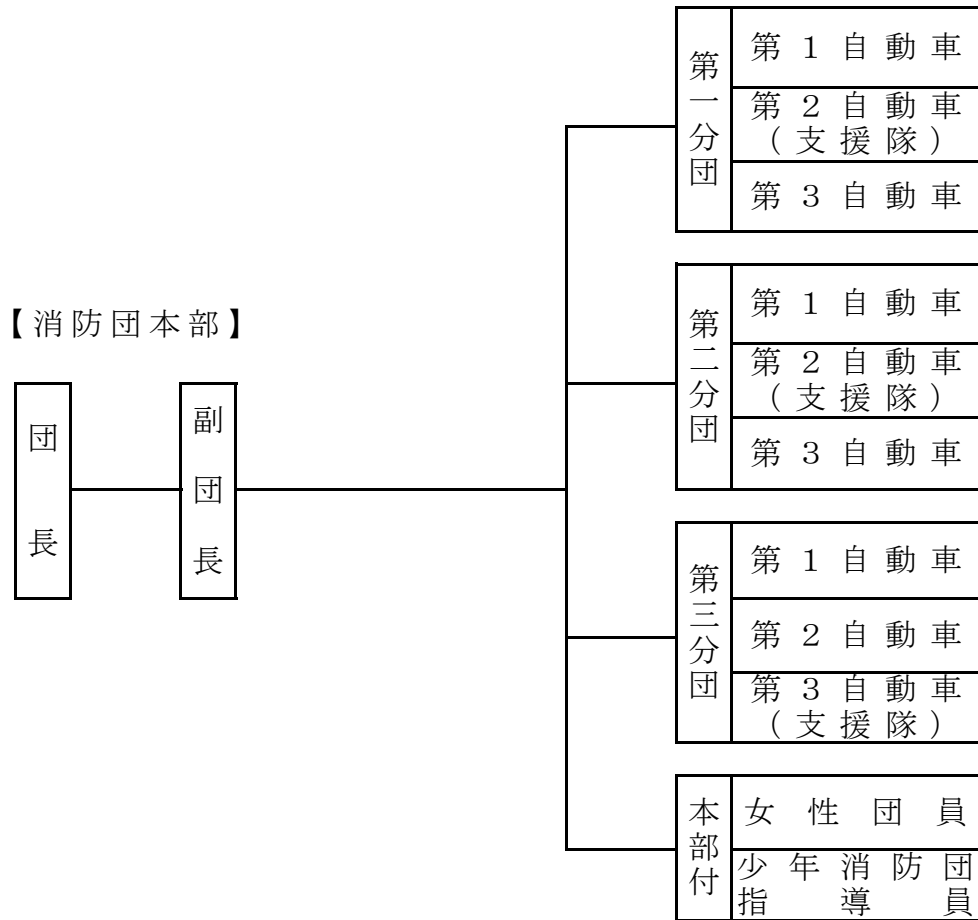 【消防団本部】
団長
副団長
第一分団
第１自動車
第２自動車
（支援隊）
第３自動車
第二分団
第１自動車
第２自動車
（支援隊）
第３自動車
第三分団
第１自動車
第２自動車
第３自動車
（支援隊）
本部付
女性団員
少年消防団
指導員